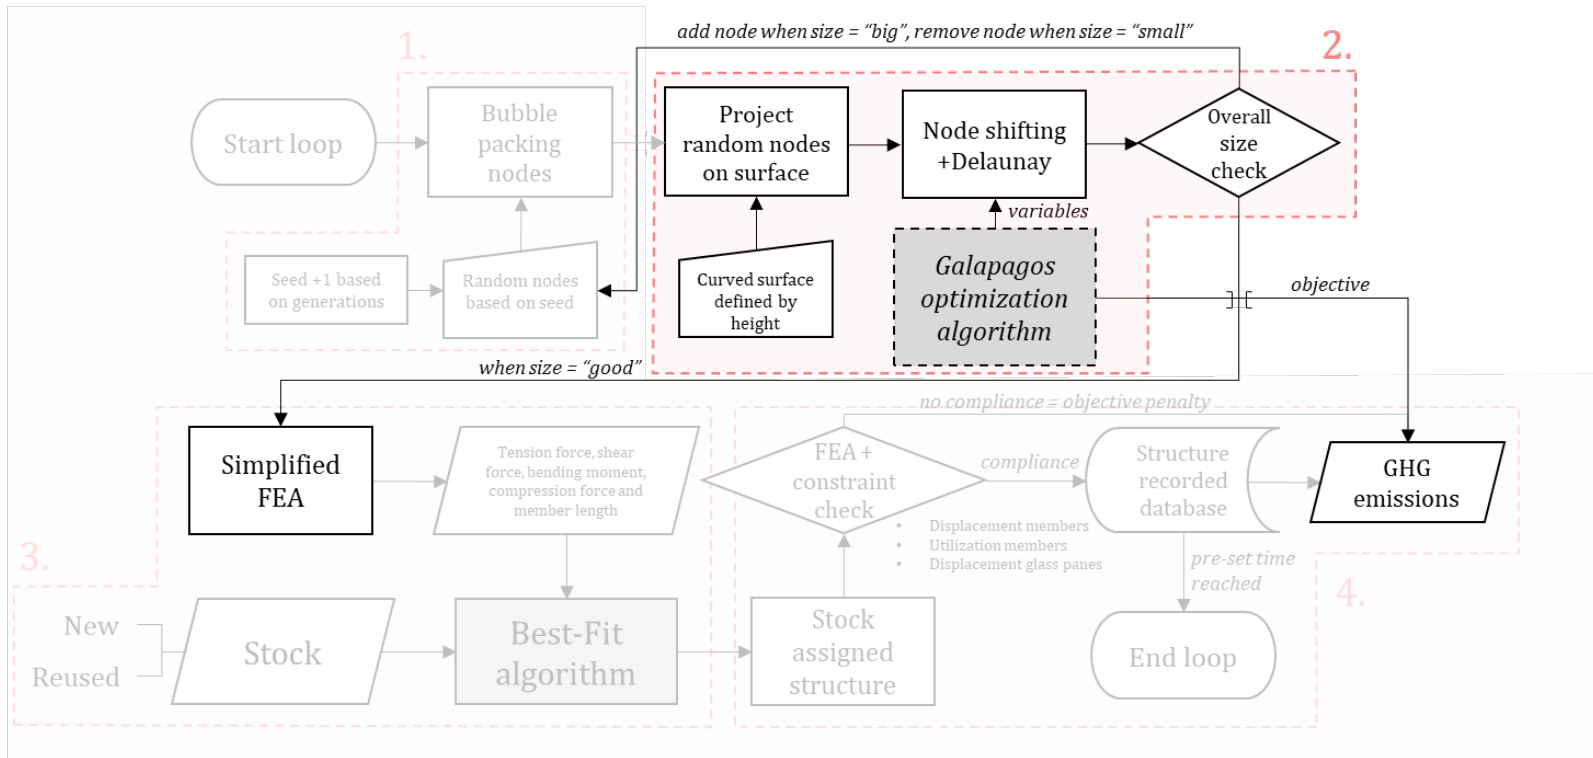 add node when size = “big”, remove node when size = “small”
1.
2.
Start loop
Bubble
packing
nodes
Project
random nodes
on surface
Node shifting
+Delaunay
Overall
size
check
variables
Seed +1 based
on generations
Random nodes
based on seed
Curved surface
defined by
height
Galapagos
optimization
algorithm
objective
when size = “good”
no compliance = objective penalty
Simplified
FEA
Tension force, shear
force, bending moment,
compression force and
member length
FEA +
constraint
check
compliance
Structure
recorded
database
GHG
emissions
• Displacement members
• Utilization members
• Displacement glass panes
3.
pre-set time
reached
4.
New
Reused
Stock
Best-Fit
algorithm
Stock
assigned
structure
End loop